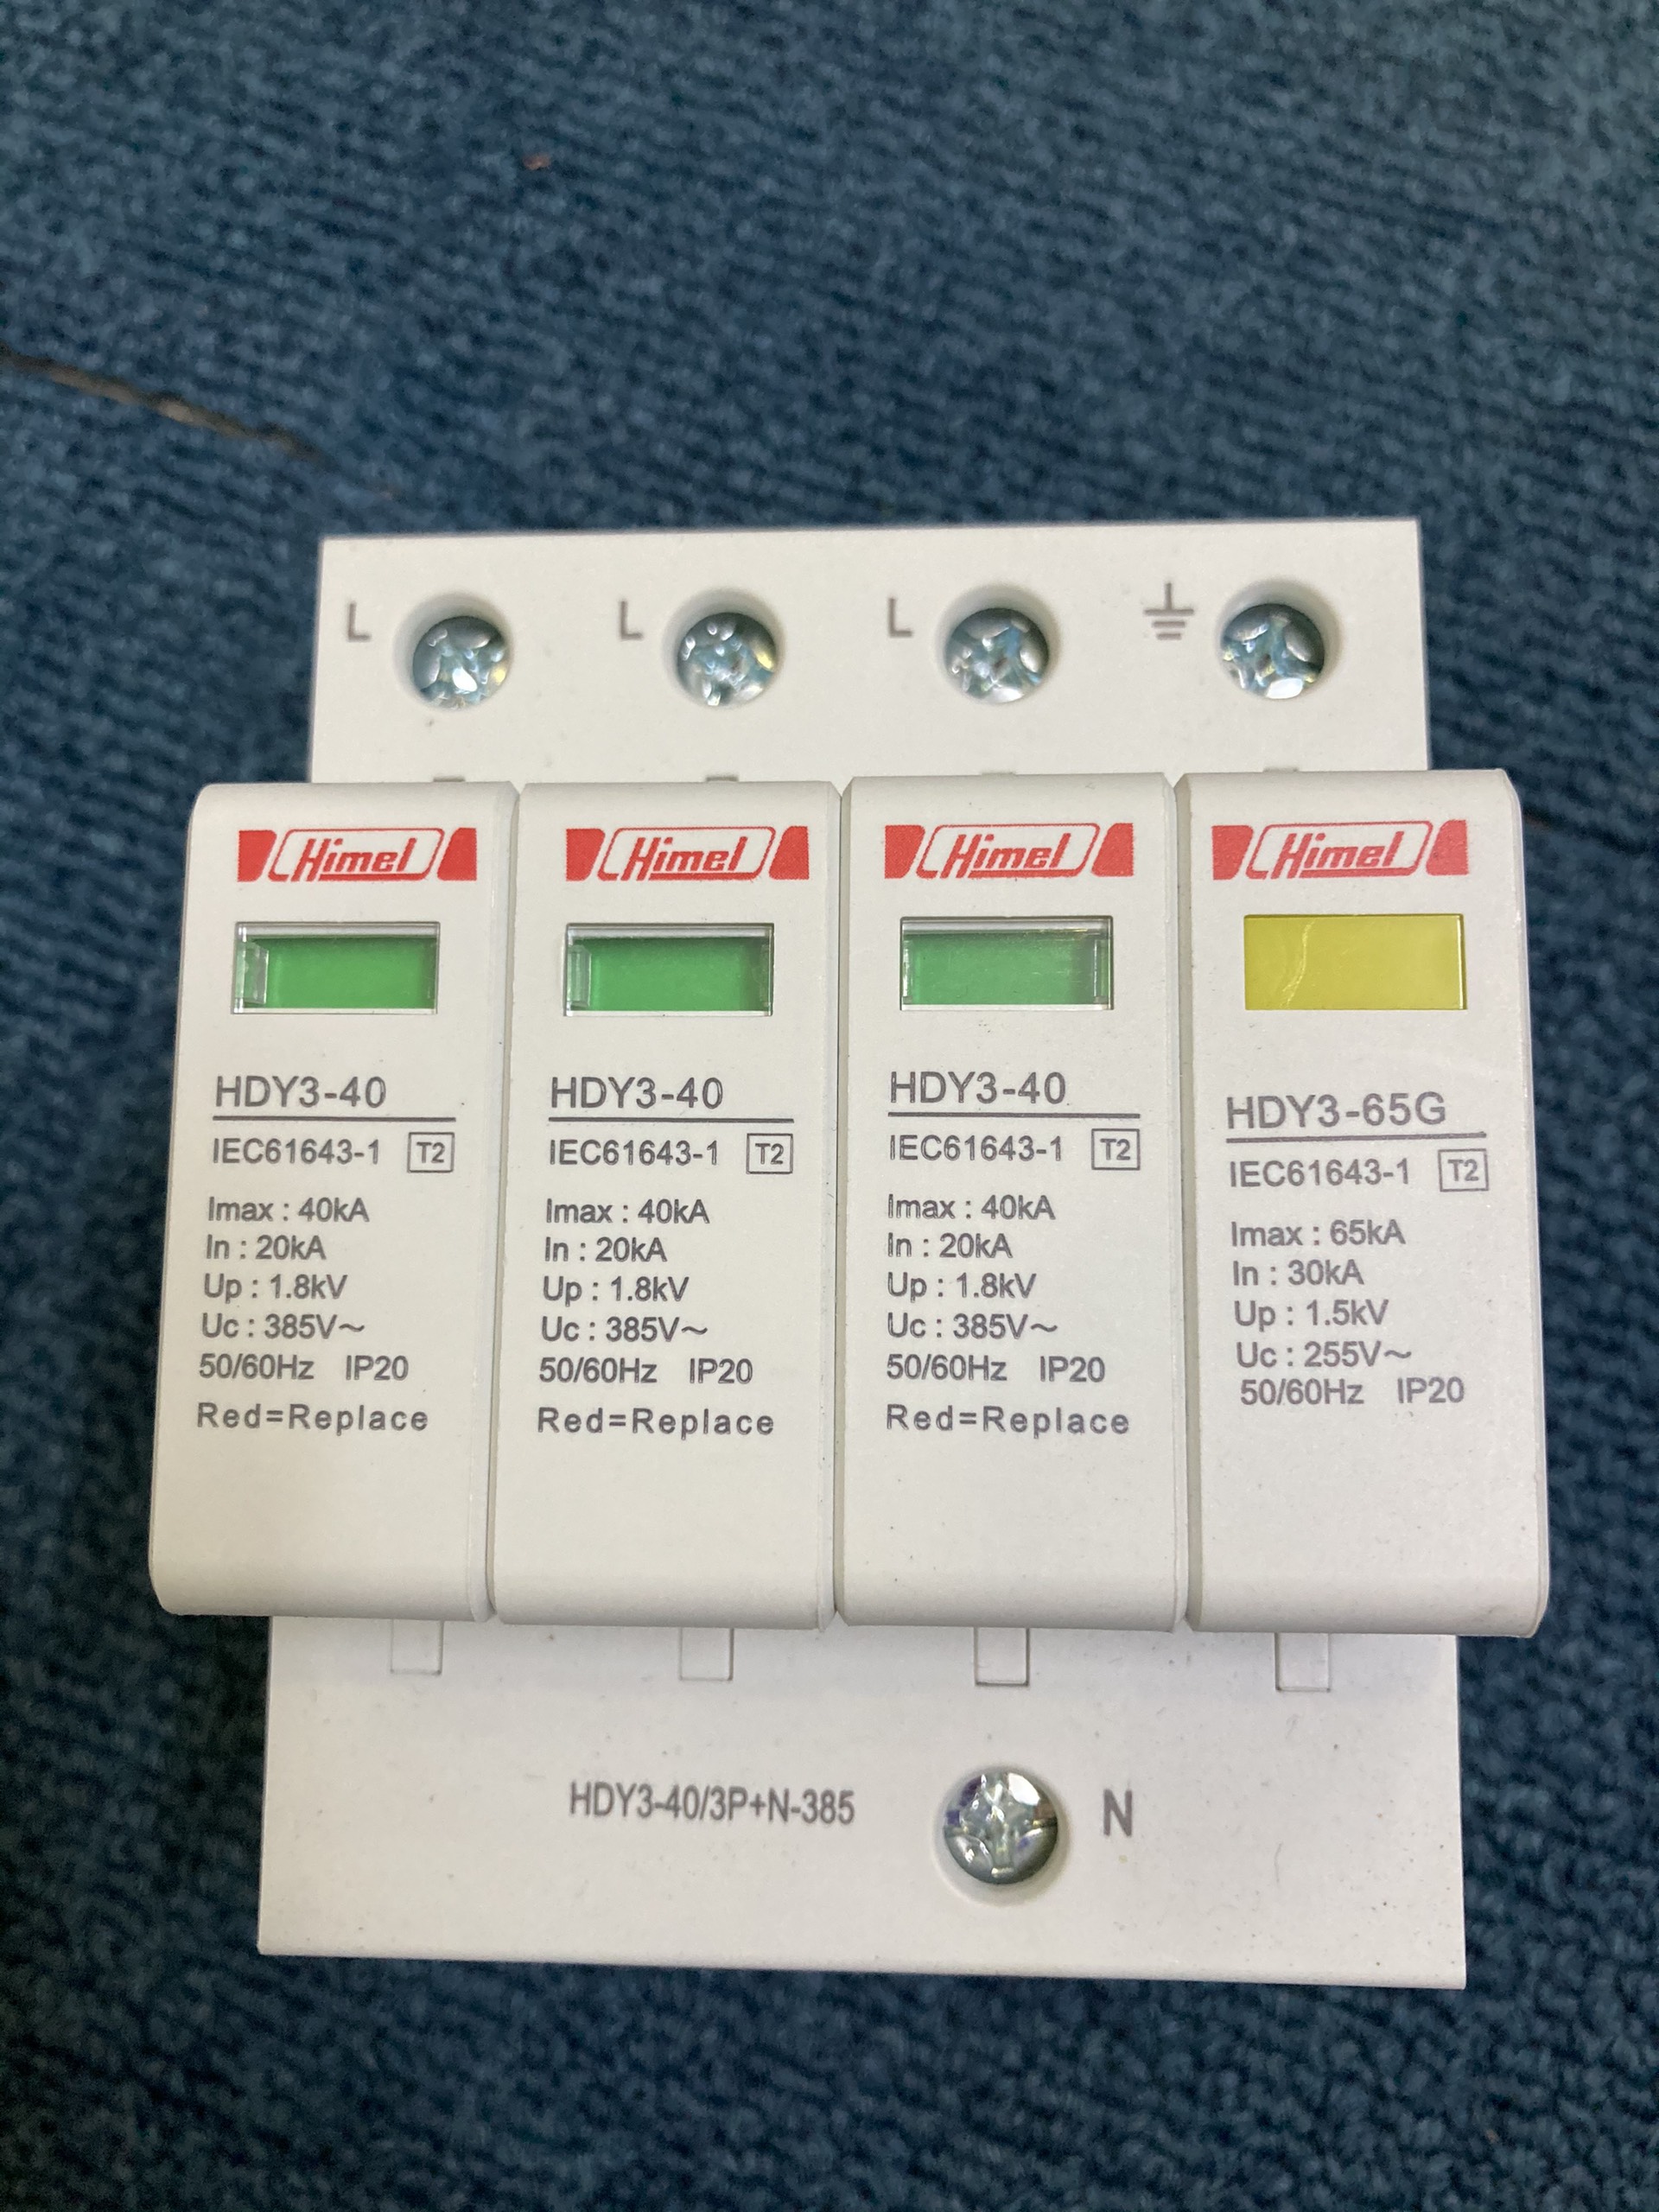 L L L
Himel
HDY3-40
IEC61643-1 T2
Imax : 40kA
In : 20kA
Up : 1.8kV
Uc : 385V~
50/60Hz IP20
Red=Replace
Himel
HDY3-40
IEC61643-1 T2
Imax : 40kA
In : 20kA
Up : 1.8kV
Uc : 385V~
50/60Hz IP20
Red=Replace
Himel
HDY3-40
IEC61643-1 T2
Imax : 40kA
In : 20kA
Up : 1.8kV
Uc : 385V~
50/60Hz IP20
Red=Replace
Himel
HDY3-65G
IEC61643-1 T2
Imax : 65kA
In : 30kA
Up : 1.5kV
Uc : 255V~
50/60Hz IP20
HDY3-40/3P+N-385 N